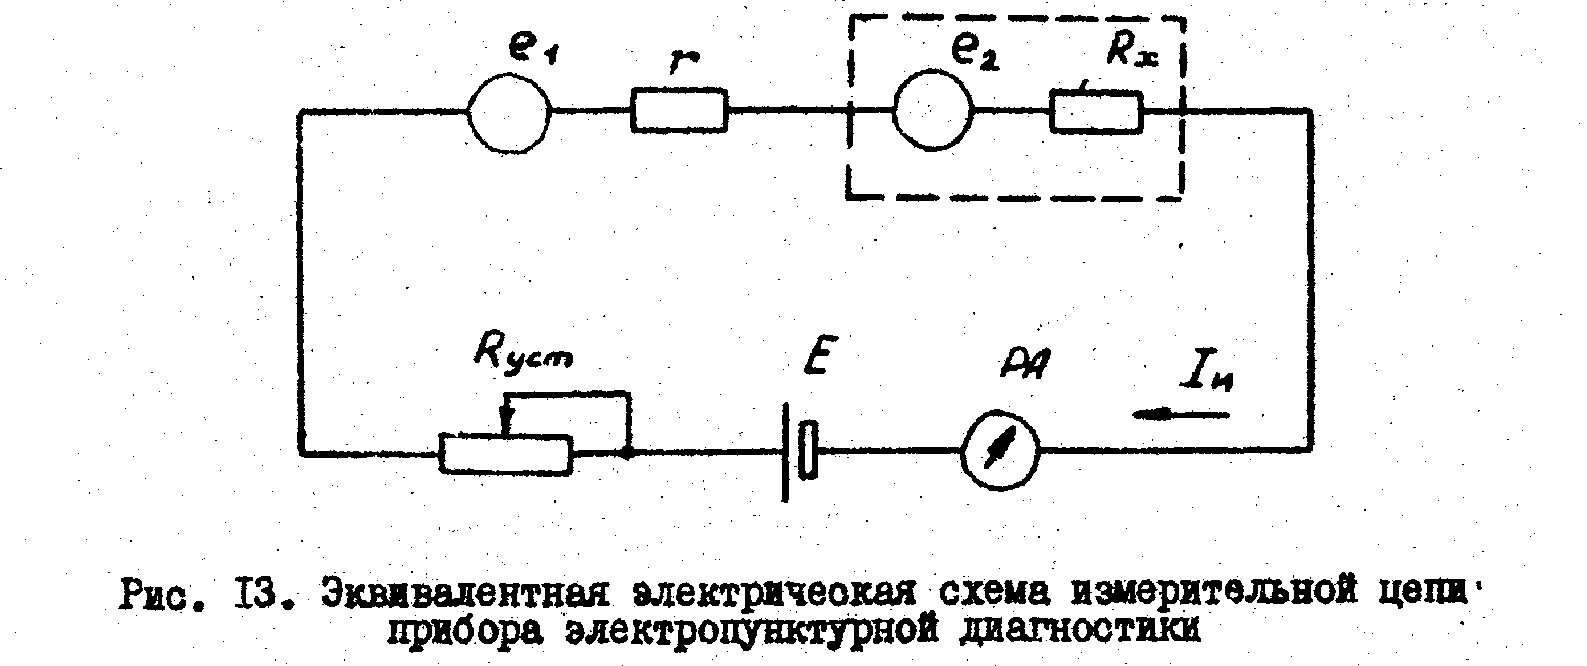 e1 r e2 Rx
Rуст E PA Iи
Рис. 13. Эквивалентная электрическая схема измерительной цепи
прибора электропунктурной диагностики